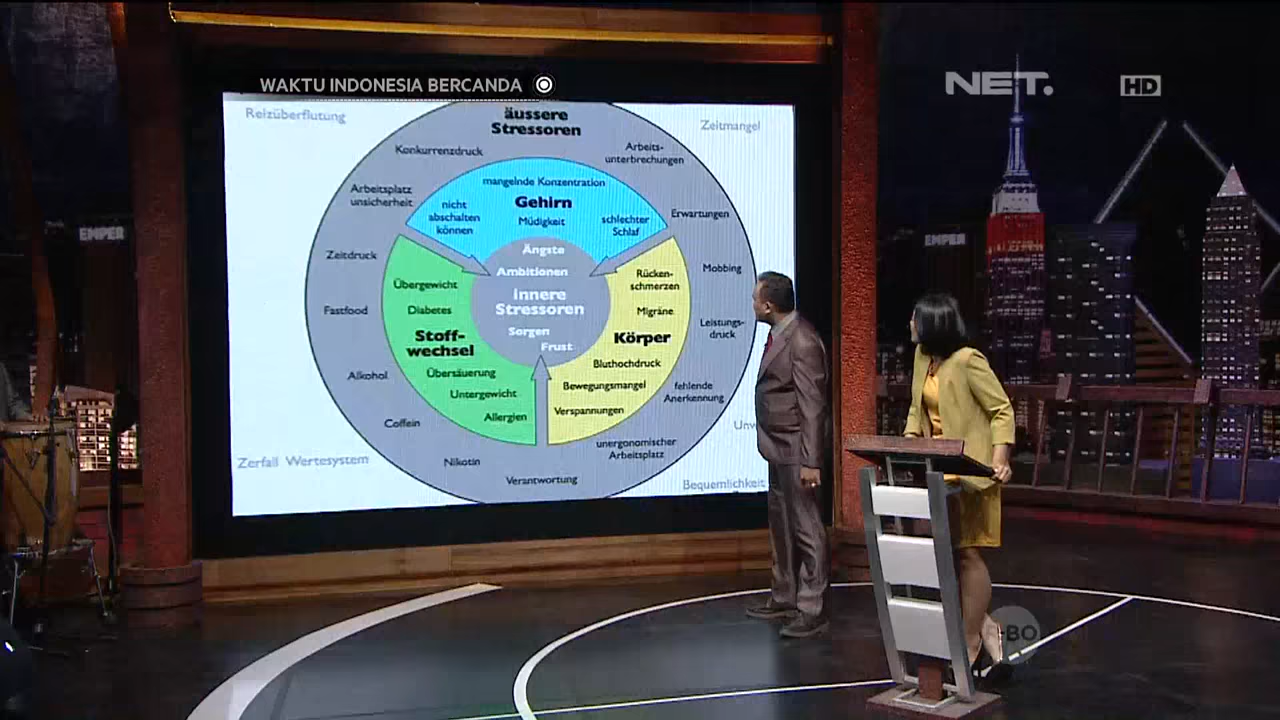 WAKTU INDONESIA BERCANDA
NET.
HD
EMPER
EMPER
Reizüberflutung
Zeitmangel
äussere
Stressoren
Konkurrenzdruck
Arbeits-
unterbrechungen
Arbeitsplatz
unsicherheit
Erwartungen
Zeitdruck
Mobbing
Fastfood
Leistungs-
druck
Alkohol
fehlende
Anerkennung
Coffein
unergonomischer
Arbeitsplatz
Nikotin
Verantwortung
Zerfall Wertesystem
Bequemlichkeit
mangelnde Konzentration
Gehirn
nicht
abschalten
können
Müdigkeit
schlechter
Schlaf
Ängste
Ambitionen
innere
Stressoren
Sorgen
Frust
Übergewicht
Diabetes
Stoff-
wechsel
Übersäuerung
Untergewicht
Allergien
Rücken-
schmerzen
Migräne
Körper
Bluthochdruck
Bewegungsmangel
Verspannungen